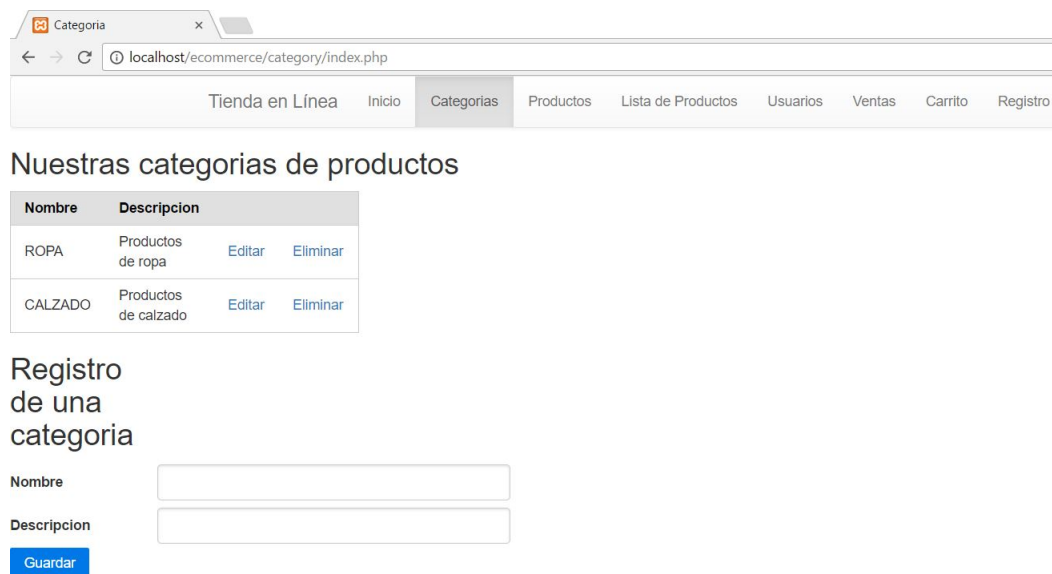 Categoria
localhost/ecommerce/category/index.php
Tienda en Línea Inicio Categorias Productos Lista de Productos Usuarios Ventas Carrito Registro
Nuestras categorias de productos
Nombre Descripcion
ROPA Productos de ropa Editar Eliminar
CALZADO Productos de calzado Editar Eliminar
Registro
de una
categoria
Nombre
Descripcion
Guardar